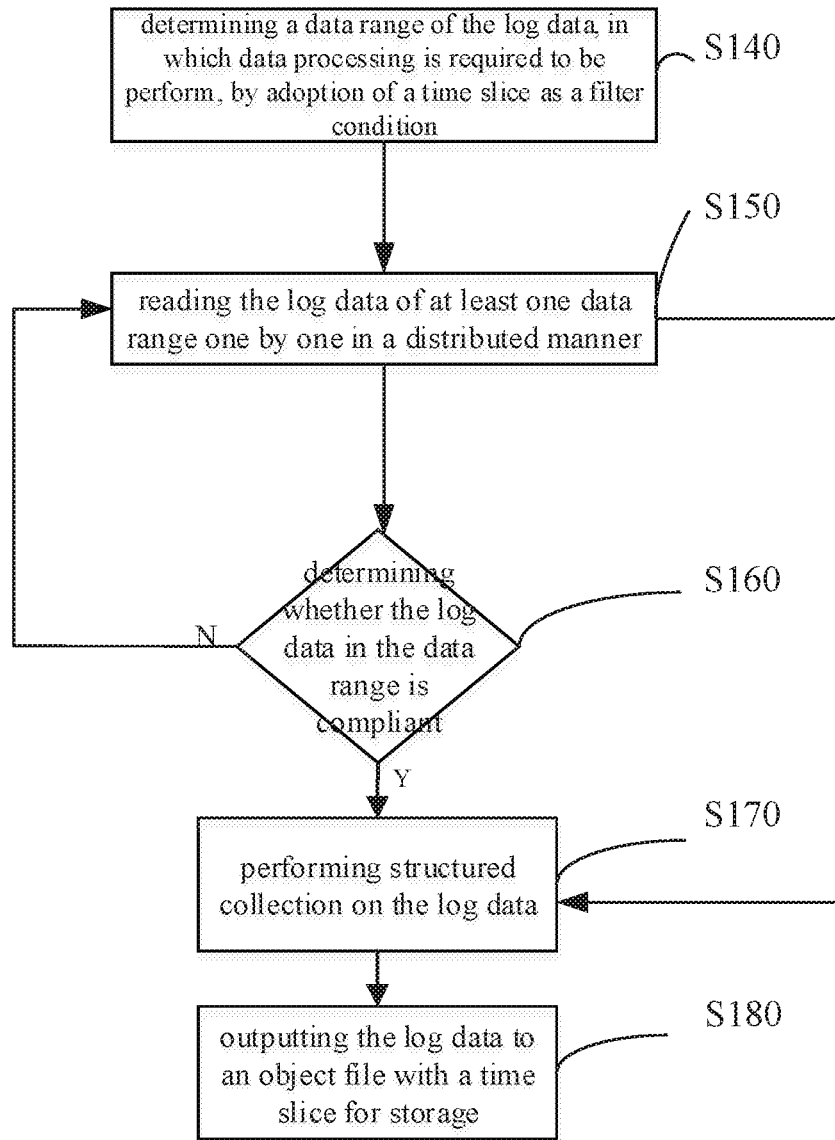 determining a data range of the log data, in
which data processing is required to be
perform, by adoption of a time slice as a filter
condition
S140
S150
reading the log data of at least one data
range one by one in a distributed manner
determining
whether the log
data in the data
range is
compliant
S160
N
Y
S170
performing structured
collection on the log data
S180
outputting the log data to
an object file with a time
slice for storage